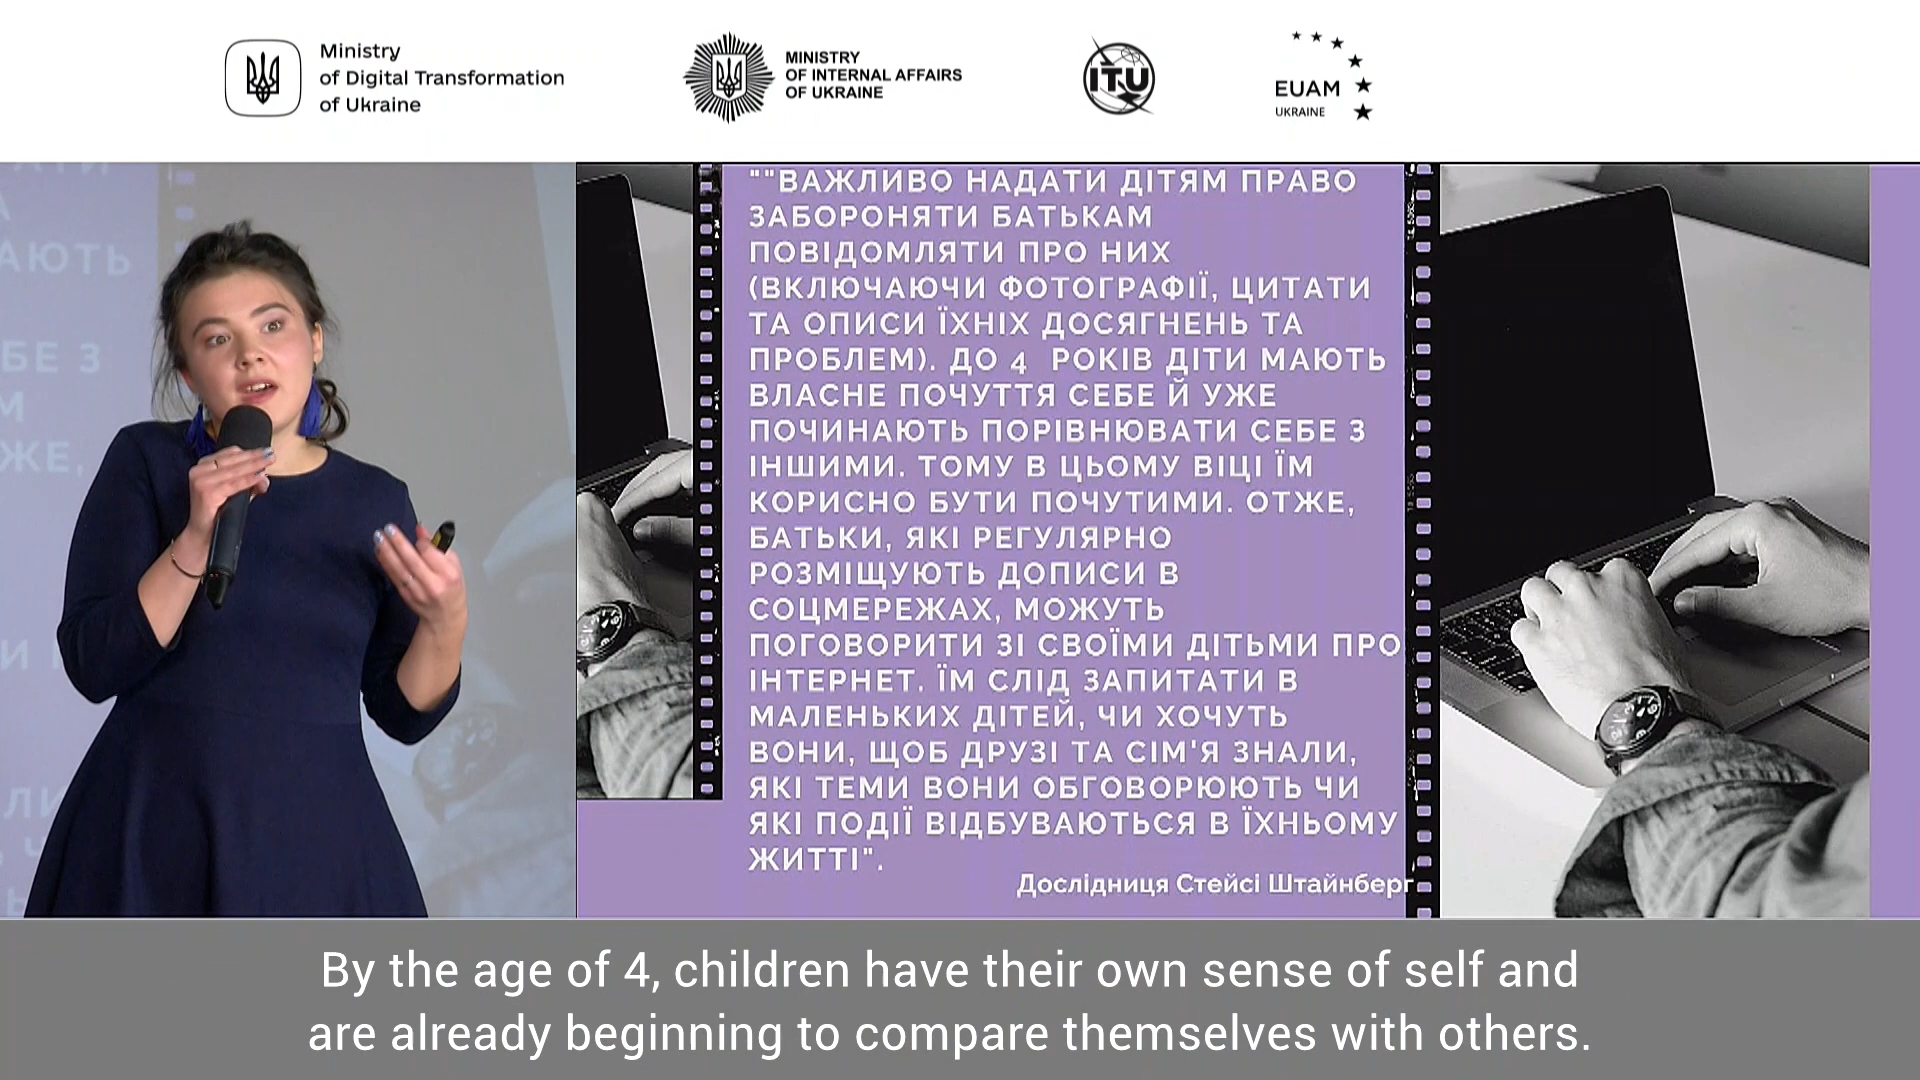 Ministry
of Digital Transformation
of Ukraine
MINISTRY
OF INTERNAL AFFAIRS
OF UKRAINE
ITU
EUAM
UKRAINE
""ВАЖЛИВО НАДАТИ ДІТЯМ ПРАВО
ЗАБОРОНЯТИ БАТЬКАМ
ПОВІДОМЛЯТИ ПРО НИХ
(ВКЛЮЧАЮЧИ ФОТОГРАФІЇ, ЦИТАТИ
ТА ОПИСИ ЇХНІХ ДОСЯГНЕНЬ ТА
ПРОБЛЕМ). ДО 4 РОКІВ ДІТИ МАЮТЬ
ВЛАСНЕ ПОЧУТТЯ СЕБЕ Й УЖЕ
ПОЧИНАЮТЬ ПОРІВНЮВАТИ СЕБЕ З
ІНШИМИ. ТОМУ В ЦЬОМУ ВІЦІ ЇМ
КОРИСНО БУТИ ПОЧУТИМИ. ОТЖЕ,
БАТЬКИ, ЯКІ РЕГУЛЯРНО
РОЗМІЩУЮТЬ ДОПИСИ В
СОЦМЕРЕЖАХ, МОЖУТЬ
ПОГОВОРИТИ ЗІ СВОЇМИ ДІТЬМИ ПРО
ІНТЕРНЕТ. ЇМ СЛІД ЗАПИТАТИ В
МАЛЕНЬКИХ ДІТЕЙ, ЧИ ХОЧУТЬ
ВОНИ, ЩОБ ДРУЗІ ТА СІМ'Я ЗНАЛИ,
ЯКІ ТЕМИ ВОНИ ОБГОВОРЮЮТЬ ЧИ
ЯКІ ПОДІЇ ВІДБУВАЮТЬСЯ В ЇХНЬОМУ
ЖИТТІ".
Дослідниця Стейсі Штайнберг
By the age of 4, children have their own sense of self and
are already beginning to compare themselves with others.